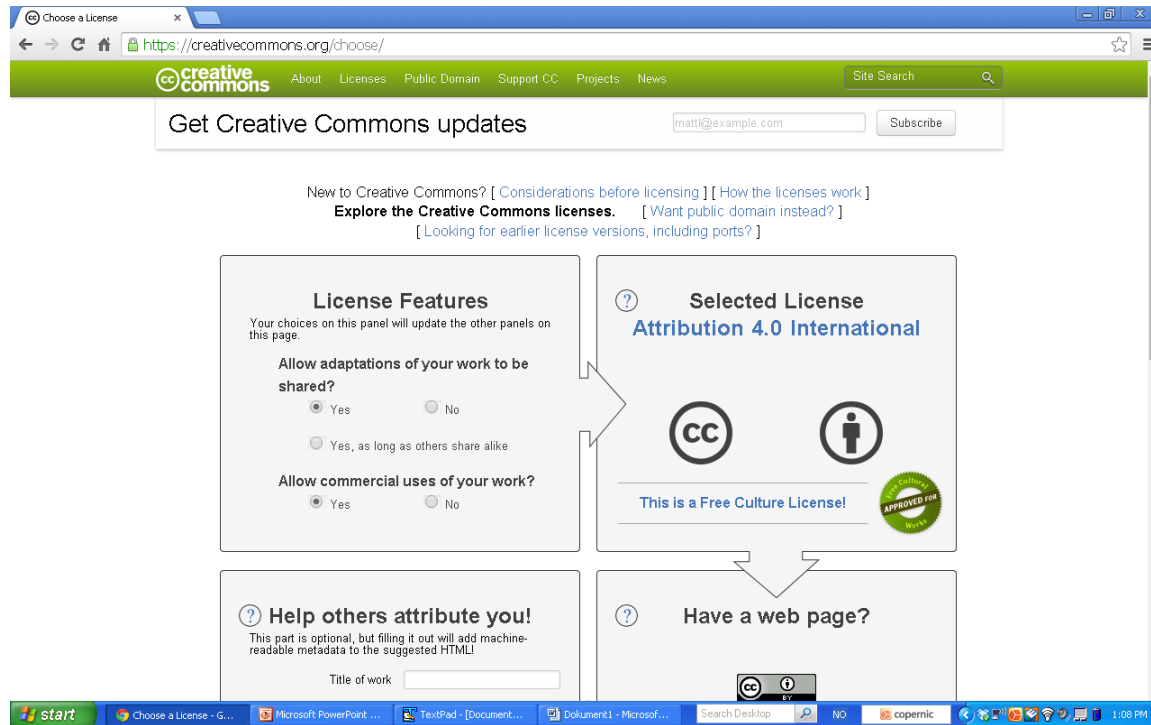 Choose a License
https://creativecommons.org/choose/
creative commons
About Licenses Public Domain Support CC Projects News
Site Search
Get Creative Commons updates
mattl@example.com
Subscribe
New to Creative Commons? [ Considerations before licensing ] [ How the licenses work ]
Explore the Creative Commons licenses. [ Want public domain instead? ]
[ Looking for earlier license versions, including ports? ]
License Features
Your choices on this panel will update the other panels on
this page.
Allow adaptations of your work to be
shared?
Yes No
Yes, as long as others share alike
Allow commercial uses of your work?
Yes No
Selected License
Attribution 4.0 International
cc
This is a Free Culture License!
Free Cultural
APPROVED FOR
Works
Help others attribute you!
This part is optional, but filling it out will add machine-
readable metadata to the suggested HTML!
Title of work
Have a web page?
cc
BY
start
Choose a License - G...
Microsoft PowerPoint ...
TextPad - [Document...
Dokument1 - Microsof...
Search Desktop
NO
copernic
1:08 PM